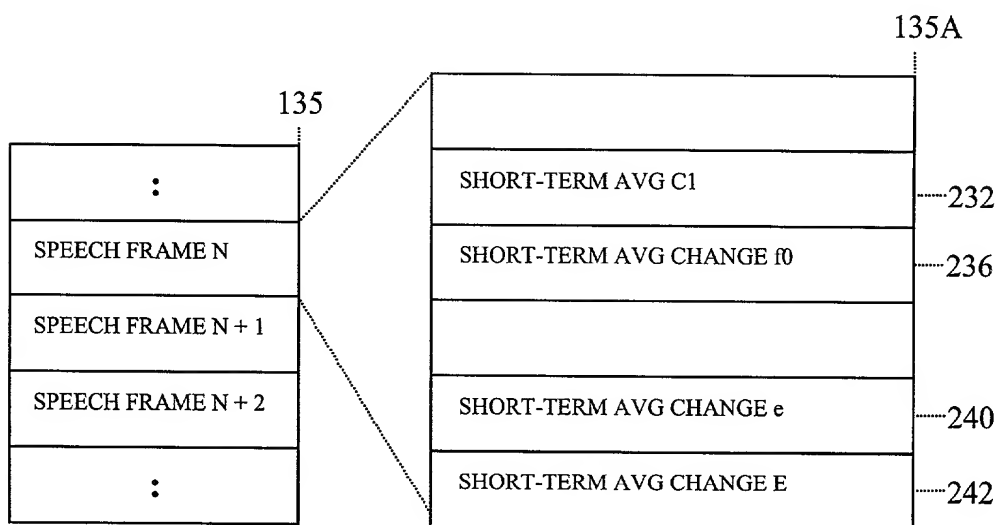 135A
135
:
SPEECH FRAME N
SPEECH FRAME N + 1
SPEECH FRAME N + 2
:
SHORT-TERM AVG C1
232
SHORT-TERM AVG CHANGE f0
236
SHORT-TERM AVG CHANGE e
240
SHORT-TERM AVG CHANGE E
242